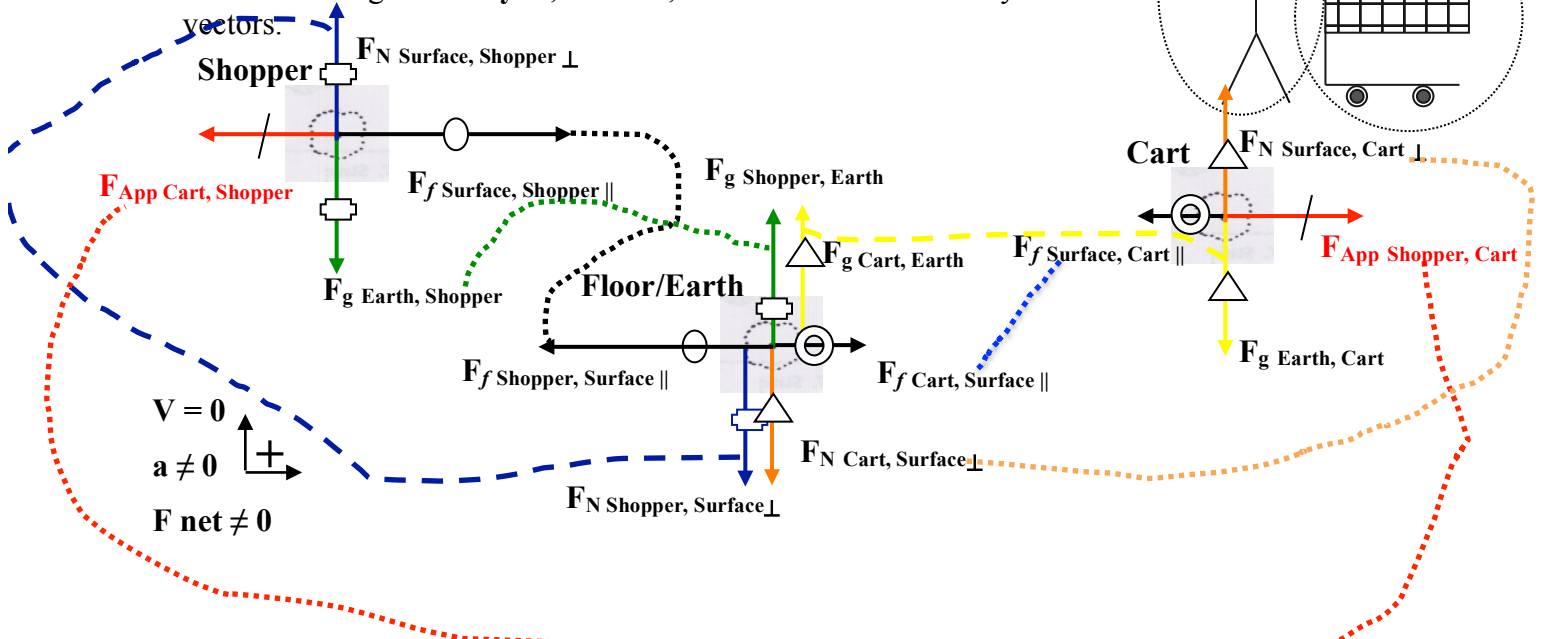 vectors.
F_N Surface, Shopper ⊥
Shopper
F_N Surface, Cart ⊥
Cart
F_g Shopper, Earth
F_App Cart, Shopper
F_f Surface, Shopper ||
F_g Cart, Earth
F_f Surface, Cart ||
F_App Shopper, Cart
F_g Earth, Shopper
Floor/Earth
F_g Earth, Cart
F_f Shopper, Surface ||
F_f Cart, Surface ||
V = 0
+
a ≠ 0
F_N Cart, Surface⊥
F_N Shopper, Surface⊥
F net ≠ 0